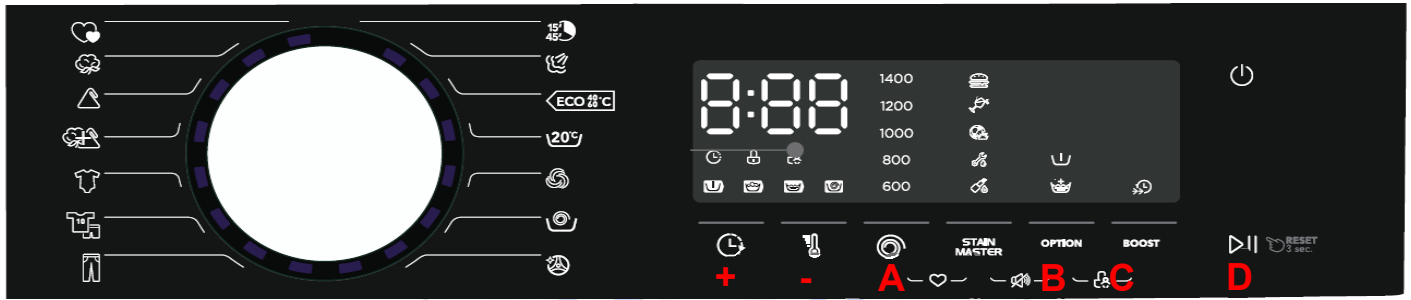 15'
45'
ECO 40 60 °C
20°C
10
8:88
1400
1200
1000
800
600
STAIN
MASTER
OPTION
BOOST
RESET
3 sec.
+
-
A
B
C
D